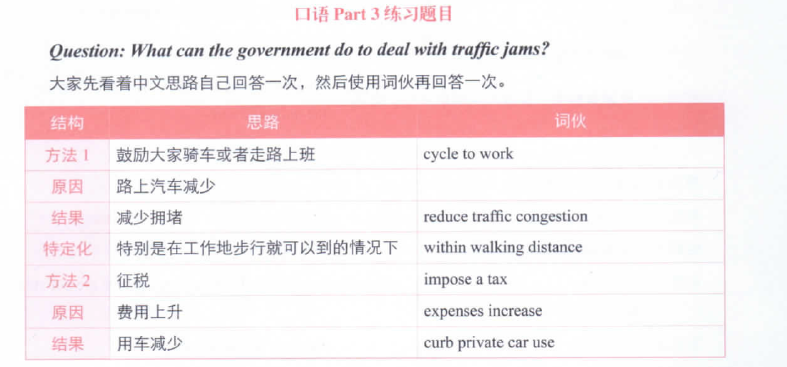 口语 Part 3 练习题目
Question: What can the government do to deal with traffic jams?
大家先看着中文思路自己回答一次，然后使用词伙再回答一次。
结构 思路 词伙
方法 1 鼓励大家骑车或者走路上班 cycle to work
原因 路上汽车减少
结果 减少拥堵 reduce traffic congestion
特定化 特别是在工作地步行就可以到的情况下 within walking distance
方法 2 征税 impose a tax
原因 费用上升 expenses increase
结果 用车减少 curb private car use